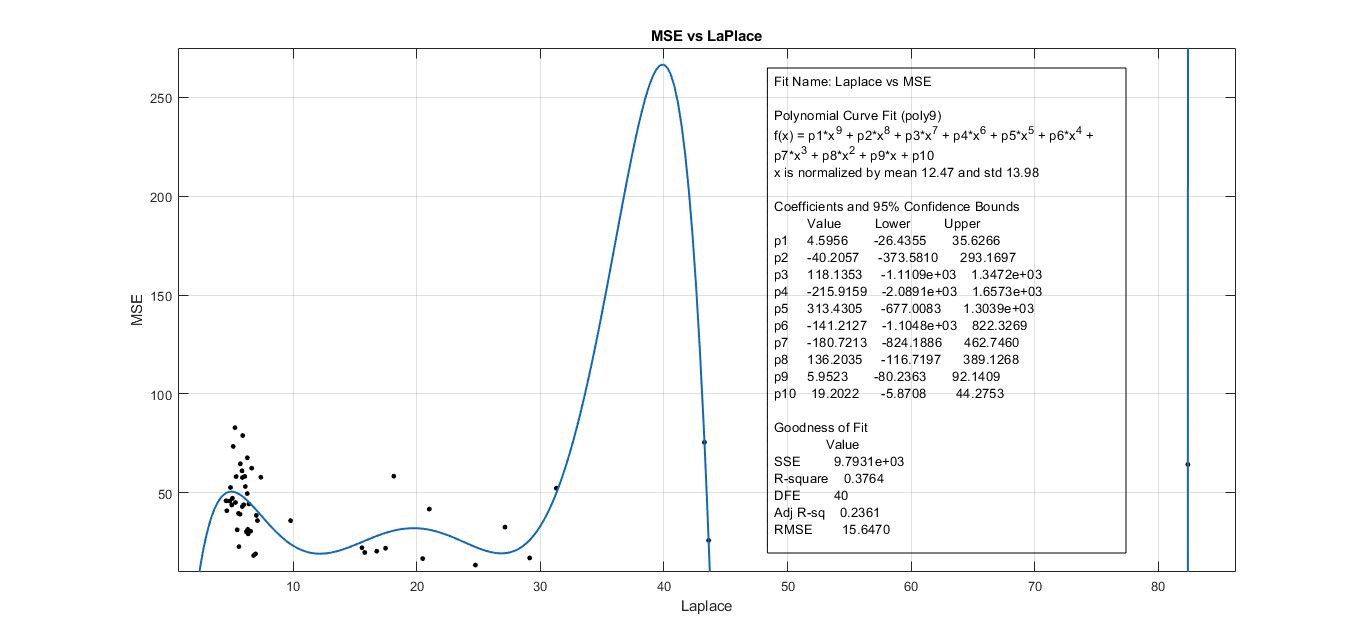 MSE vs LaPlace
MSE
250
200
150
100
50
10
20
30
40
50
60
70
80
Laplace
Fit Name: Laplace vs MSE
Polynomial Curve Fit (poly9)
f(x) = p1*x^9 + p2*x^8 + p3*x^7 + p4*x^6 + p5*x^5 + p6*x^4 +
p7*x^3 + p8*x^2 + p9*x + p10
x is normalized by mean 12.47 and std 13.98
Coefficients and 95% Confidence Bounds
Value Lower Upper
p1 4.5956 -26.4355 35.6266
p2 -40.2057 -373.5810 293.1697
p3 118.1353 -1.1109e+03 1.3472e+03
p4 -215.9159 -2.0891e+03 1.6573e+03
p5 313.4305 -677.0083 1.3039e+03
p6 -141.2127 -1.1048e+03 822.3269
p7 -180.7213 -824.1886 462.7460
p8 136.2035 -116.7197 389.1268
p9 5.9523 -80.2363 92.1409
p10 19.2022 -5.8708 44.2753
Goodness of Fit
Value
SSE 9.7931e+03
R-square 0.3764
DFE 40
Adj R-sq 0.2361
RMSE 15.6470